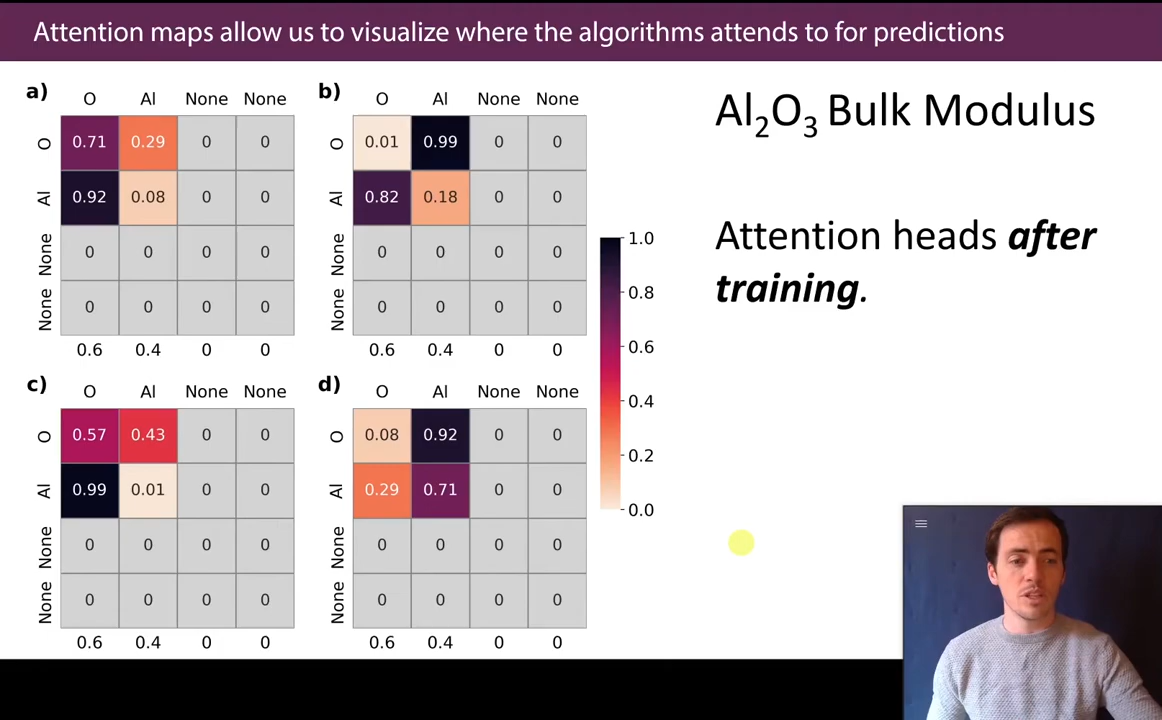 Attention maps allow us to visualize where the algorithms attends to for predictions
a)
O Al None None
O 0.71 0.29 0 0
Al 0.92 0.08 0 0
None 0 0 0 0
None 0 0 0 0
0.6 0.4 0 0
b)
O Al None None
O 0.01 0.99 0 0
Al 0.82 0.18 0 0
None 0 0 0 0
None 0 0 0 0
0.6 0.4 0 0
c)
O Al None None
O 0.57 0.43 0 0
Al 0.99 0.01 0 0
None 0 0 0 0
None 0 0 0 0
0.6 0.4 0 0
d)
O Al None None
O 0.08 0.92 0 0
Al 0.29 0.71 0 0
None 0 0 0 0
None 0 0 0 0
0.6 0.4 0 0
1.0
0.8
0.6
0.4
0.2
0.0
Al₂O₃ Bulk Modulus
Attention heads after
training.